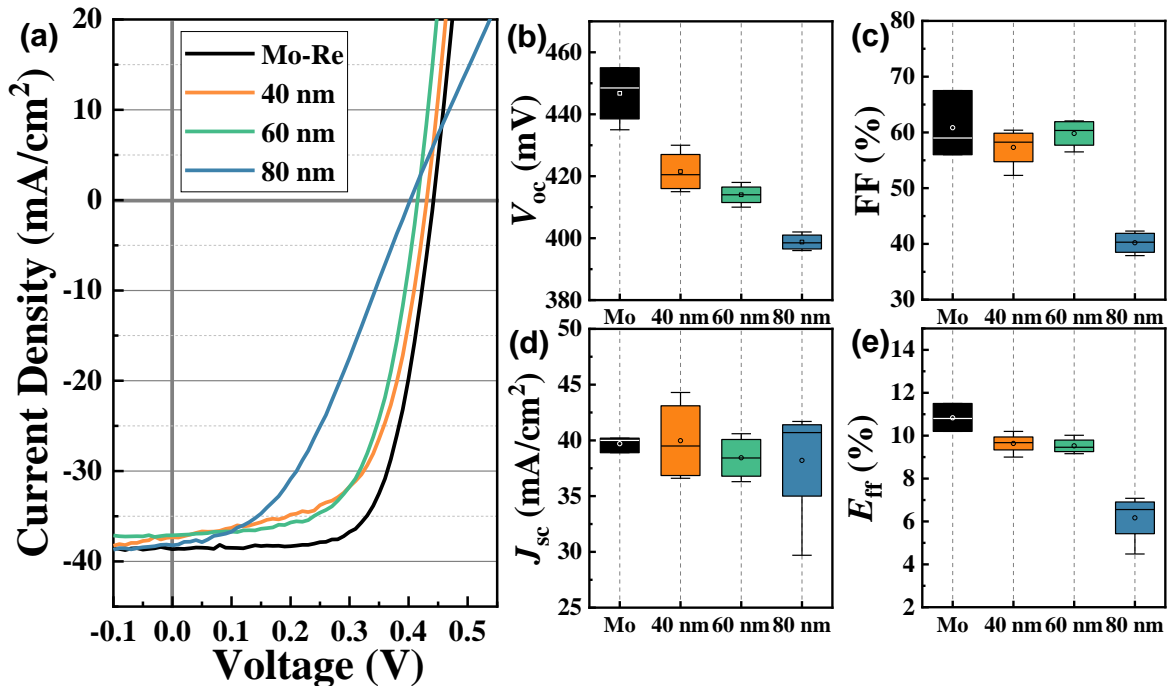 (a)
Current Density (mA/cm²)
20
10
0
-10
-20
-30
-40
Mo-Re
40 nm
60 nm
80 nm
-0.1 0.0 0.1 0.2 0.3 0.4 0.5
Voltage (V)
(b)
Voc (mV)
460
440
420
400
380
Mo 40 nm 60 nm 80 nm
(c)
FF (%)
80
70
60
50
40
30
Mo 40 nm 60 nm 80 nm
(d)
Jsc (mA/cm²)
50
45
40
35
30
25
Mo 40 nm 60 nm 80 nm
(e)
Eff (%)
14
12
10
8
6
4
2
Mo 40 nm 60 nm 80 nm